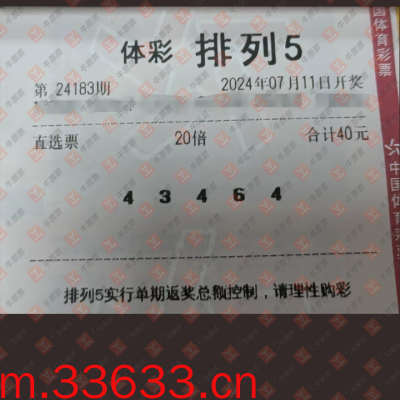 体彩 排列5
第 24183期 2024年07月11日开奖
直选票 20倍 合计40元
4 3 4 6 4
排列5实行单期返奖总额控制，请理性购彩
国体育彩票
中国体育彩
m.33633.cn